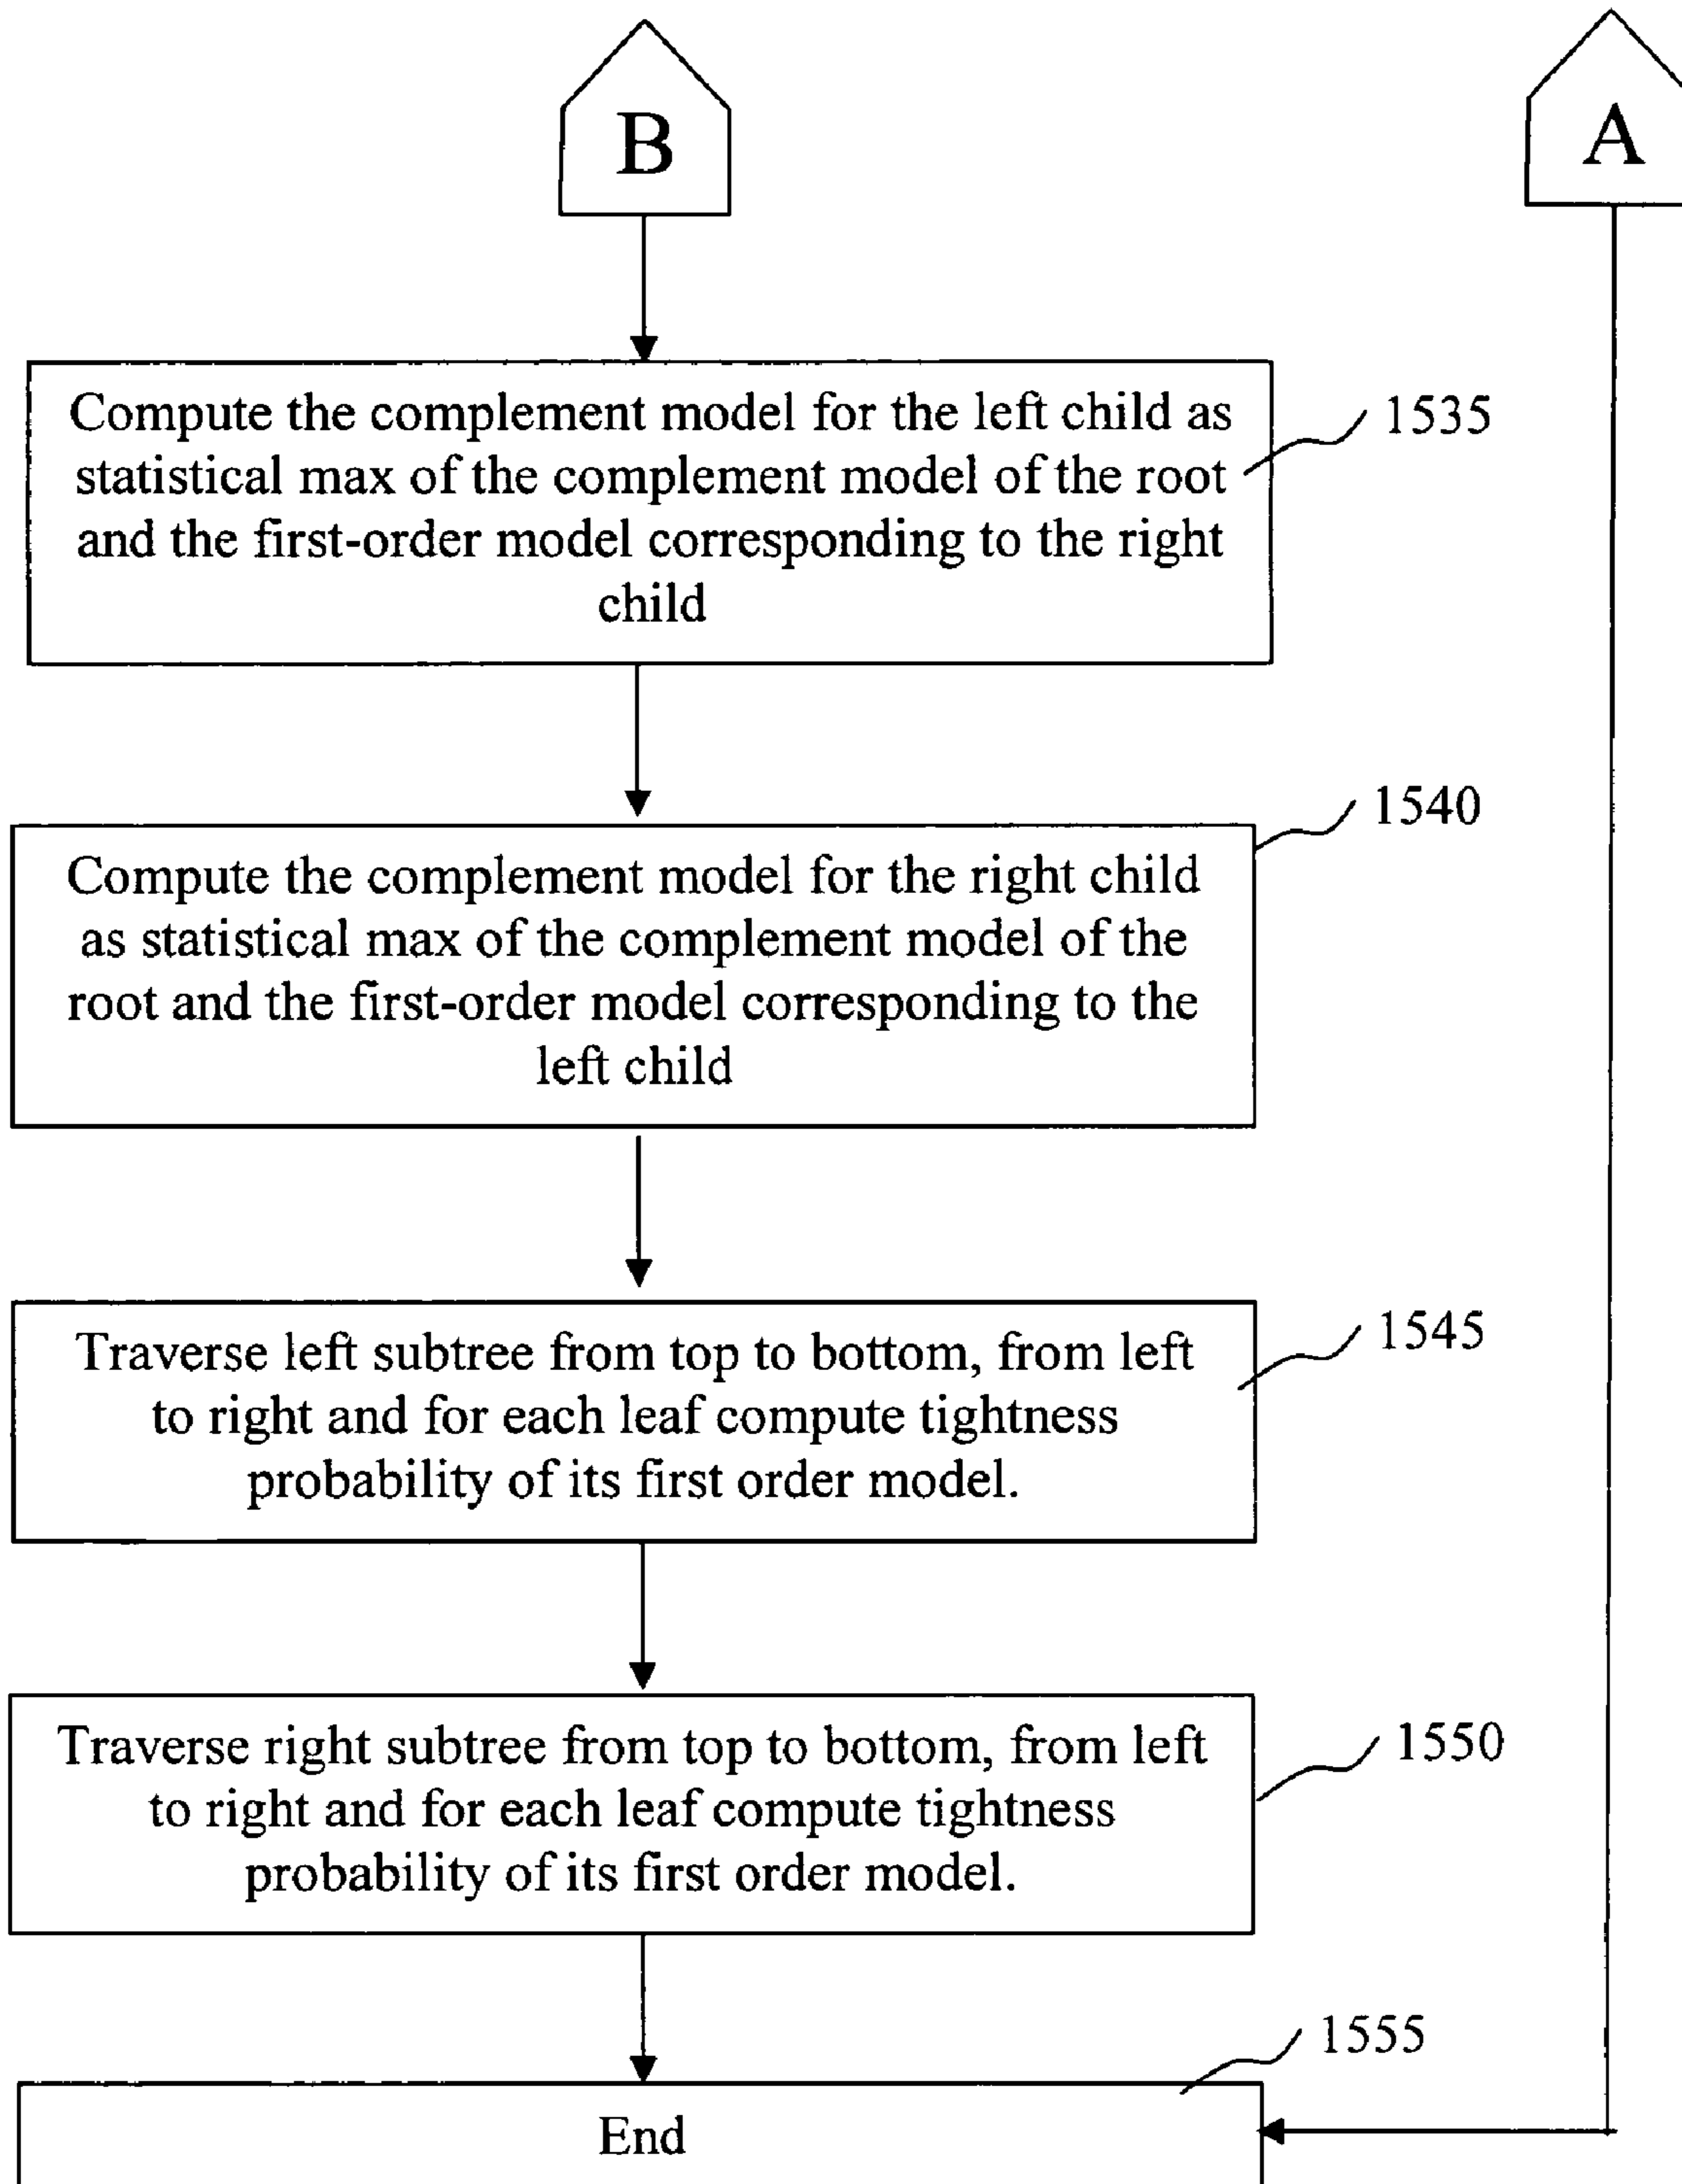 B
A
Compute the complement model for the left child as
statistical max of the complement model of the root
and the first-order model corresponding to the right
child
1535
1540
Compute the complement model for the right child
as statistical max of the complement model of the
root and the first-order model corresponding to the
left child
1545
Traverse left subtree from top to bottom, from left
to right and for each leaf compute tightness
probability of its first order model.
1550
Traverse right subtree from top to bottom, from left
to right and for each leaf compute tightness
probability of its first order model.
1555
End